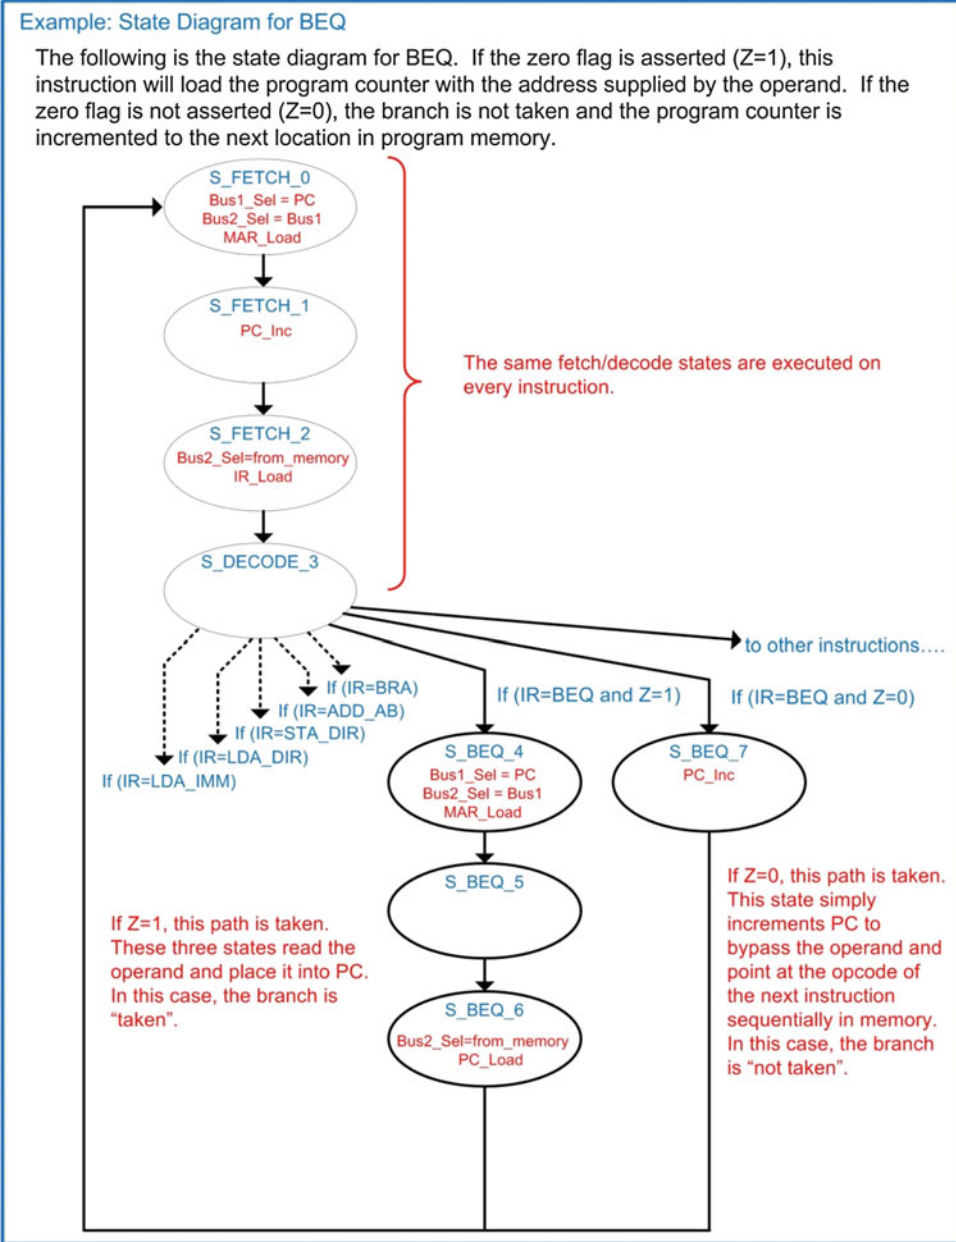 Example: State Diagram for BEQ
The following is the state diagram for BEQ.  If the zero flag is asserted (Z=1), this
instruction will load the program counter with the address supplied by the operand.  If the
zero flag is not asserted (Z=0), the branch is not taken and the program counter is
incremented to the next location in program memory.
S_FETCH_0
Bus1_Sel = PC
Bus2_Sel = Bus1
MAR_Load
S_FETCH_1
PC_Inc
The same fetch/decode states are executed on
every instruction.
S_FETCH_2
Bus2_Sel=from_memory
IR_Load
S_DECODE_3
to other instructions....
If (IR=BRA)
If (IR=ADD_AB)
If (IR=STA_DIR)
If (IR=LDA_DIR)
If (IR=LDA_IMM)
If (IR=BEQ and Z=1)
If (IR=BEQ and Z=0)
S_BEQ_4
Bus1_Sel = PC
Bus2_Sel = Bus1
MAR_Load
S_BEQ_7
PC_Inc
S_BEQ_5
If Z=1, this path is taken.
These three states read the
operand and place it into PC.
In this case, the branch is
“taken”.
If Z=0, this path is taken.
This state simply
increments PC to
bypass the operand and
point at the opcode of
the next instruction
sequentially in memory.
In this case, the branch
is “not taken”.
S_BEQ_6
Bus2_Sel=from_memory
PC_Load